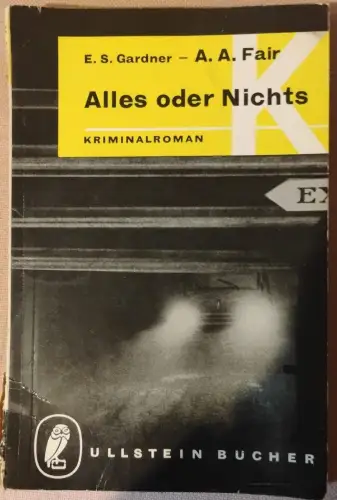 E. S. Gardner – A. A. Fair
Alles oder Nichts
K
KRIMINALROMAN
EX
ULLSTEIN BÜCHER